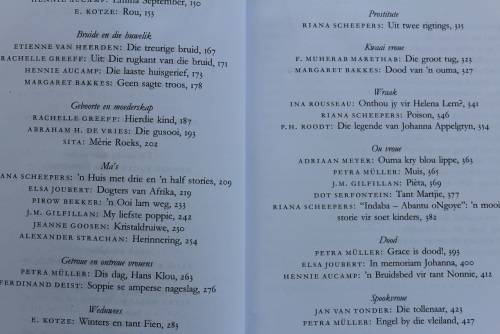 September, 150
E. KOTZE: Rou, 153
Bruide en die huwelik
ETIENNE VAN HEERDEN: Die treurige bruid, 167
RACHELLE GREEFF: Uit: Die rugkant van die bruid, 171
HENNIE AUCAMP: Die laaste huisgerief, 173
MARGARET BAKKES: Geen sagte troos, 178
Geboorte en moederskap
RACHELLE GREEFF: Hierdie kind, 187
ABRAHAM H. DE VRIES: Die gusooi, 193
SITA: Mêrie Roeks, 202
Ma's
SCHEEPERS: 'n Huis met drie en 'n half stories, 209
ELSA JOUBERT: Dogters van Afrika, 219
PIROW BEKKER: 'n Ooi lam weg, 233
J.M. GILFILLAN: My liefste poppie, 242
JEANNE GOOSEN: Kristaldruiwe, 250
ALEXANDER STRACHAN: Herinnering, 254
Getroue en ontroue vrouens
PETRA MÜLLER: Dis dag, Hans Klou, 263
FERDINAND DEIST: Soppie se amperse nageslag, 276
Weduwees
E. KOTZE: Winters en tant Fien, 283
Prostitute
RIANA SCHEEPERS: Uit twee rigtings, 315
Kwaai vroue
F. MUHERAB MARETHAB: Die groot tug, 323
MARGARET BAKKES: Dood van 'n ouma, 327
Wraak
INA ROUSSEAU: Onthou jy vir Helena Lem?, 341
RIANA SCHEEPERS: Poison, 346
P.H. ROODT: Die legende van Johanna Appelgryn, 354
Ou vroue
ADRIAAN MEYER: Ouma kry blou lippe, 363
PETRA MÜLLER: Muis, 365
J.M. GILFILLAN: Piëta, 369
DOT SERFONTEIN: Tant Martjie, 377
RIANA SCHEEPERS: "Indaba – Abantu oNgoye": 'n mooi
storie vir soet kinders, 382
Dood
PETRA MÜLLER: Grace is dood!, 393
ELSA JOUBERT: In memoriam Johanna, 400
HENNIE AUCAMP: 'n Bruidsbed vir tant Nonnie, 412
Spookvroue
JAN VAN TONDER: Die tollenaar, 423
PETRA MÜLLER: Engel by die vleiland, 427